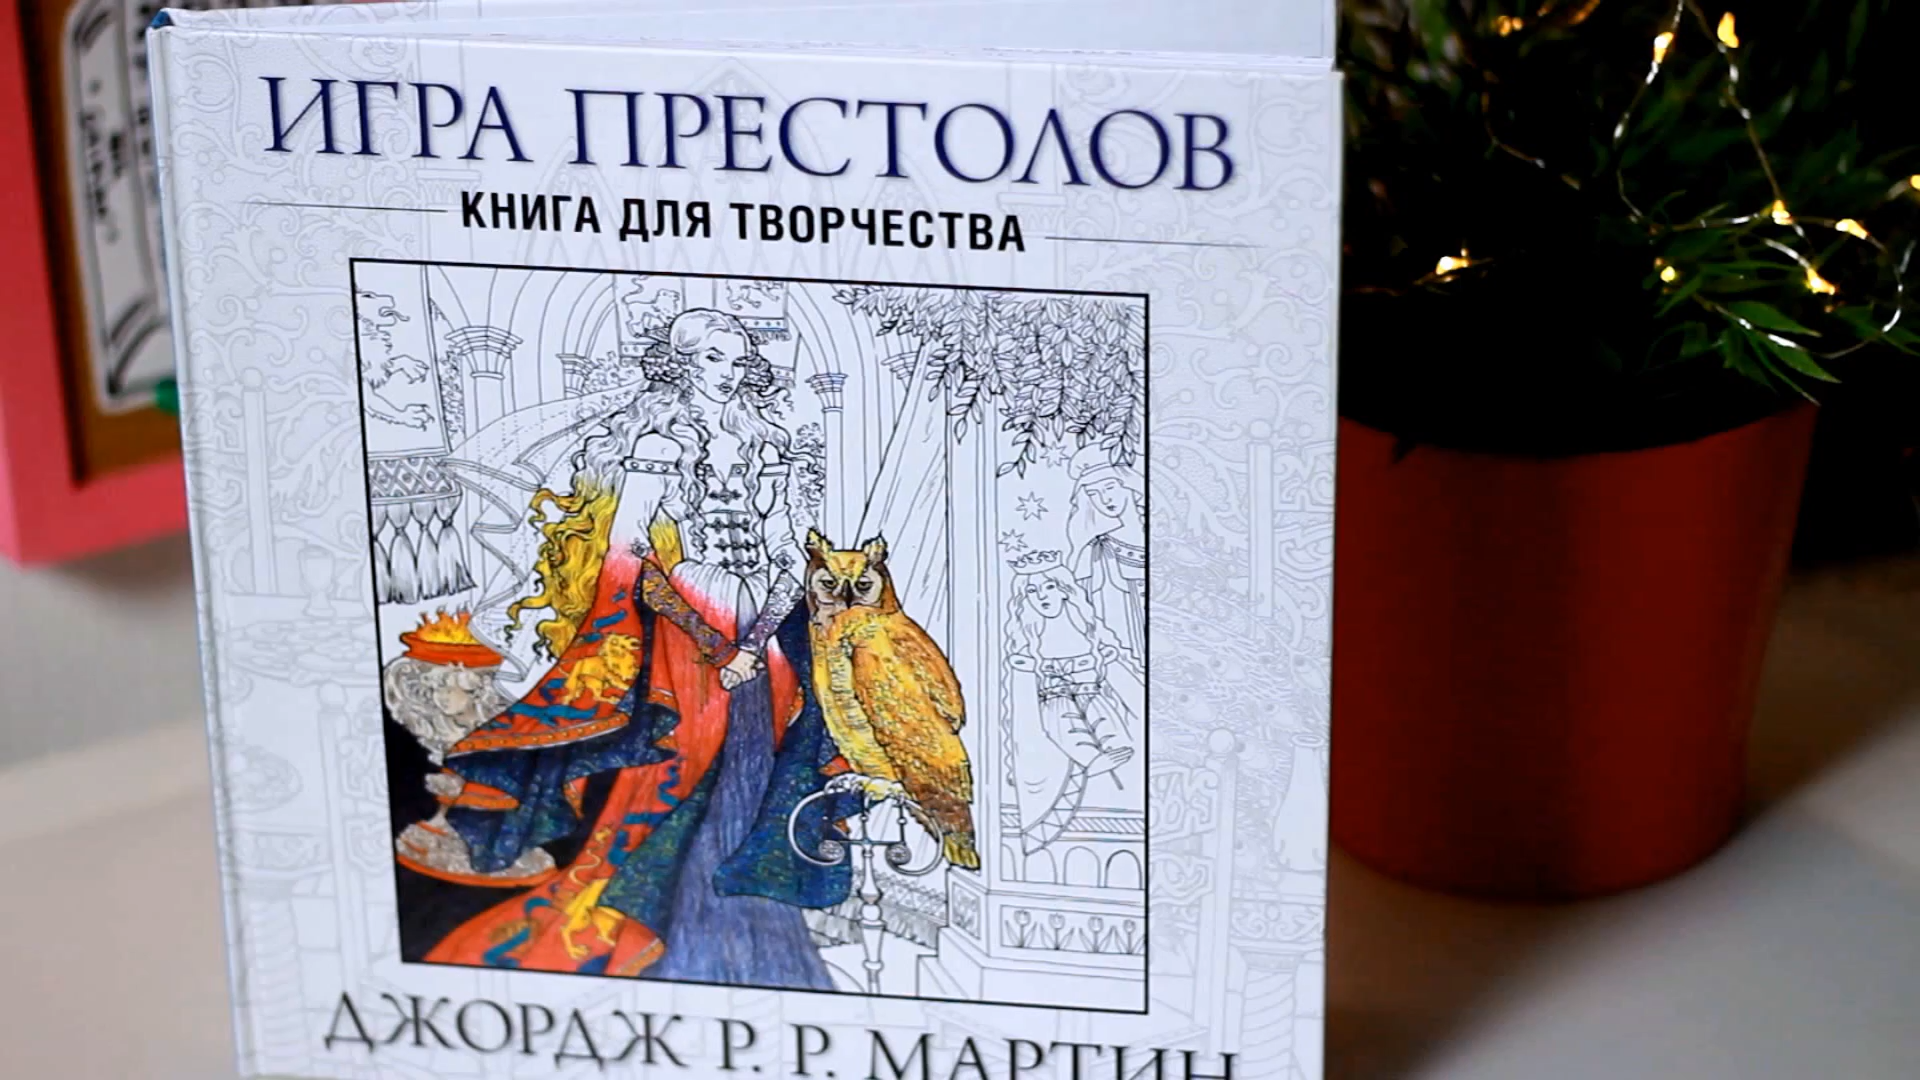 ИГРА ПРЕСТОЛОВ
КНИГА ДЛЯ ТВОРЧЕСТВА
ДЖОРДЖ Р. Р. МАРТИН